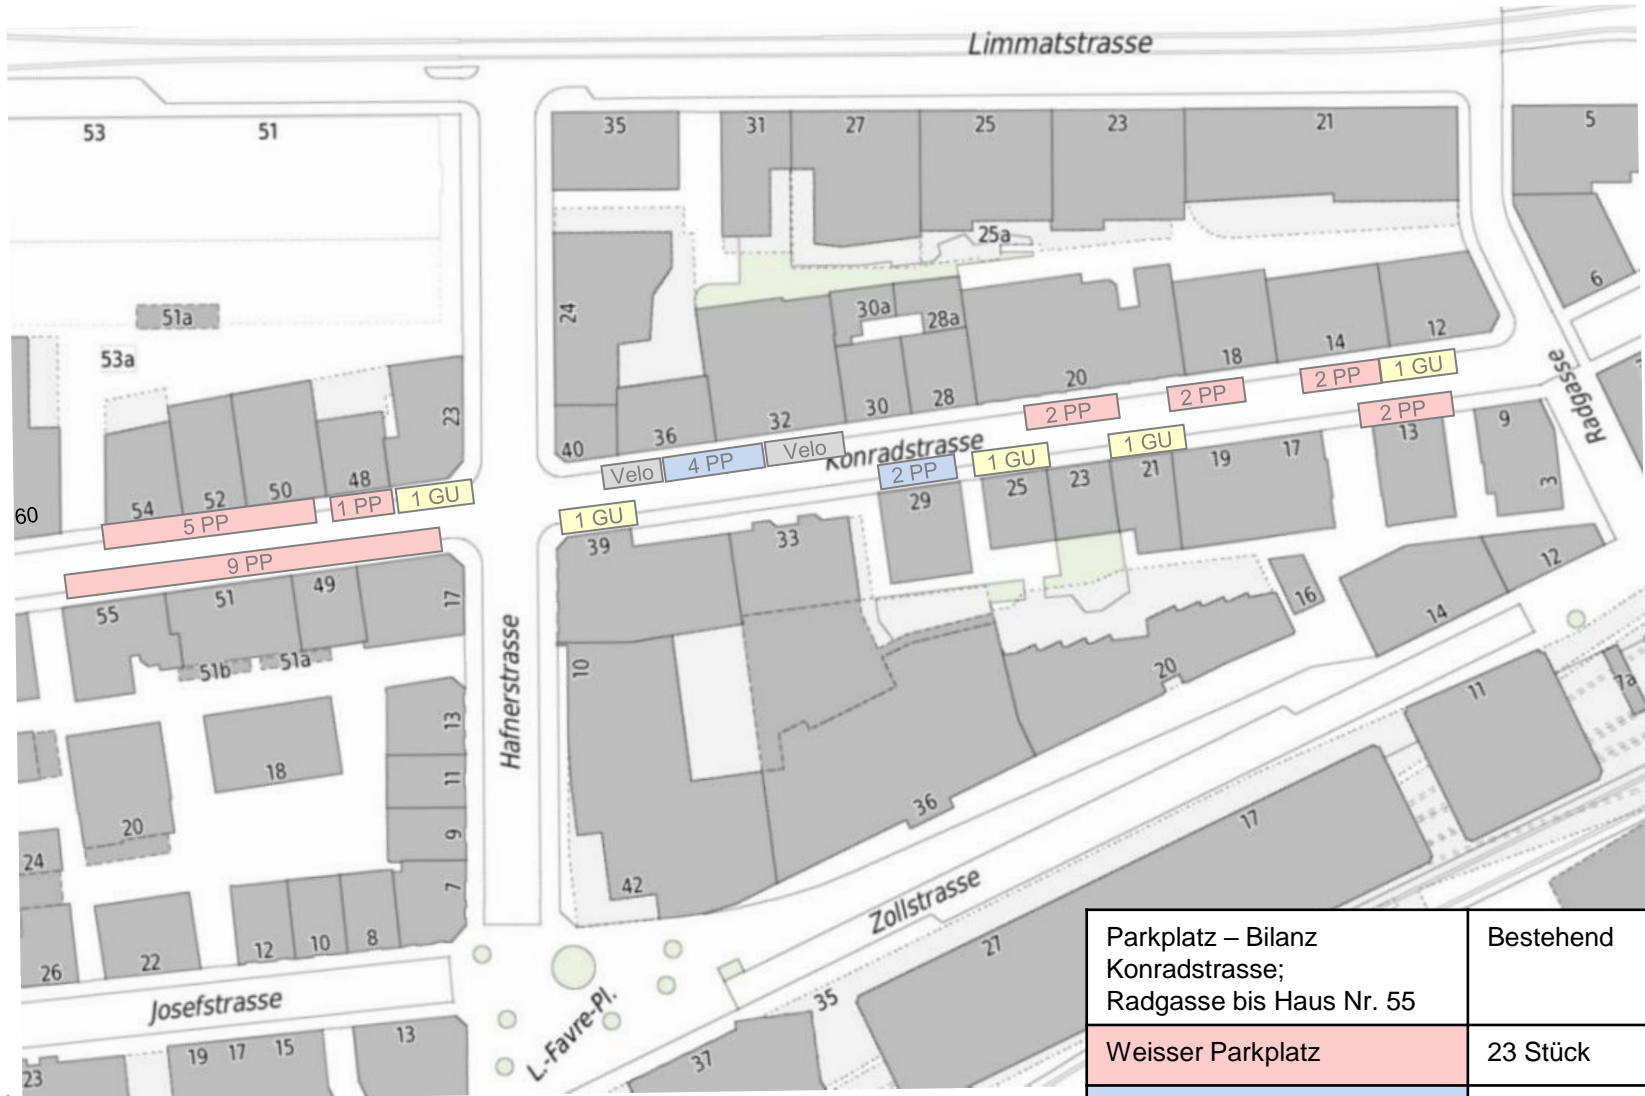 Limmatstrasse
53
51
35
31
27
25
23
21
5
25a
6
24
51a
53a
30a
28a
12
14
18
20
28
30
32
36
40
23
48
50
52
54
60
2 PP
1 GU
2 PP
2 PP
2 PP
Velo
4 PP
Velo
Konradstrasse
2 PP
1 GU
1 GU
Radgasse
9
13
17
19
21
23
25
29
3
5 PP
1 PP
1 GU
1 GU
9 PP
39
33
55
51
49
17
51b
51a
16
12
14
10
20
Hafnerstrasse
13
11
9
7
18
20
24
36
42
11
7a
17
Zollstrasse
27
12
10
8
22
26
Josefstrasse
L.-Favre-Pl.
35
37
19
17
15
13
23
Parkplatz – Bilanz
Konradstrasse;
Radgasse bis Haus Nr. 55
Bestehend
Weisser Parkplatz
23 Stück